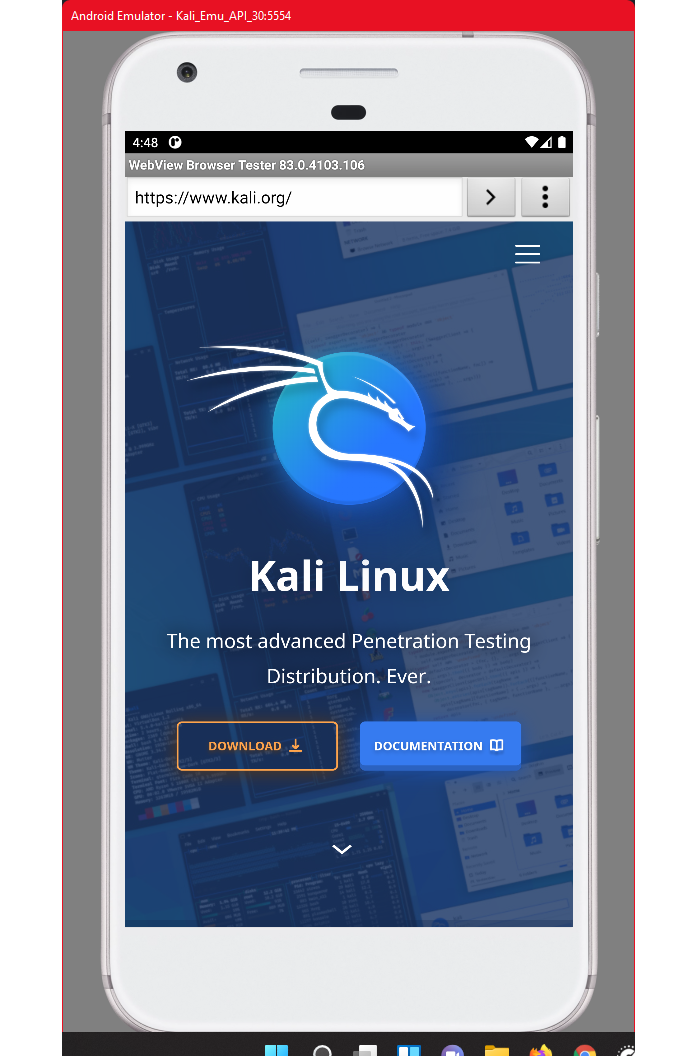 Android Emulator - Kali_Emu_API_30:5554
4:48
WebView Browser Tester 83.0.4103.106
https://www.kali.org/
Kali Linux
The most advanced Penetration Testing
Distribution. Ever.
DOWNLOAD
DOCUMENTATION